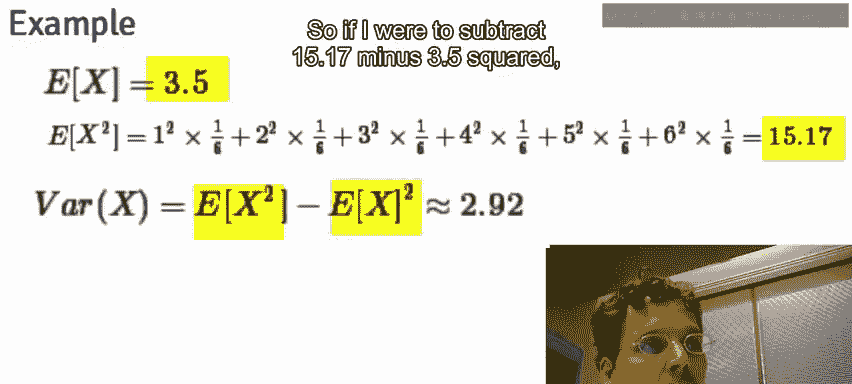 Example
So if I were to subtract
15.17 minus 3.5 squared,
E[X] = 3.5
E[X²] = 1² × 1/6 + 2² × 1/6 + 3² × 1/6 + 4² × 1/6 + 5² × 1/6 + 6² × 1/6 = 15.17
Var(X) = E[X²] − E[X]² ≈ 2.92